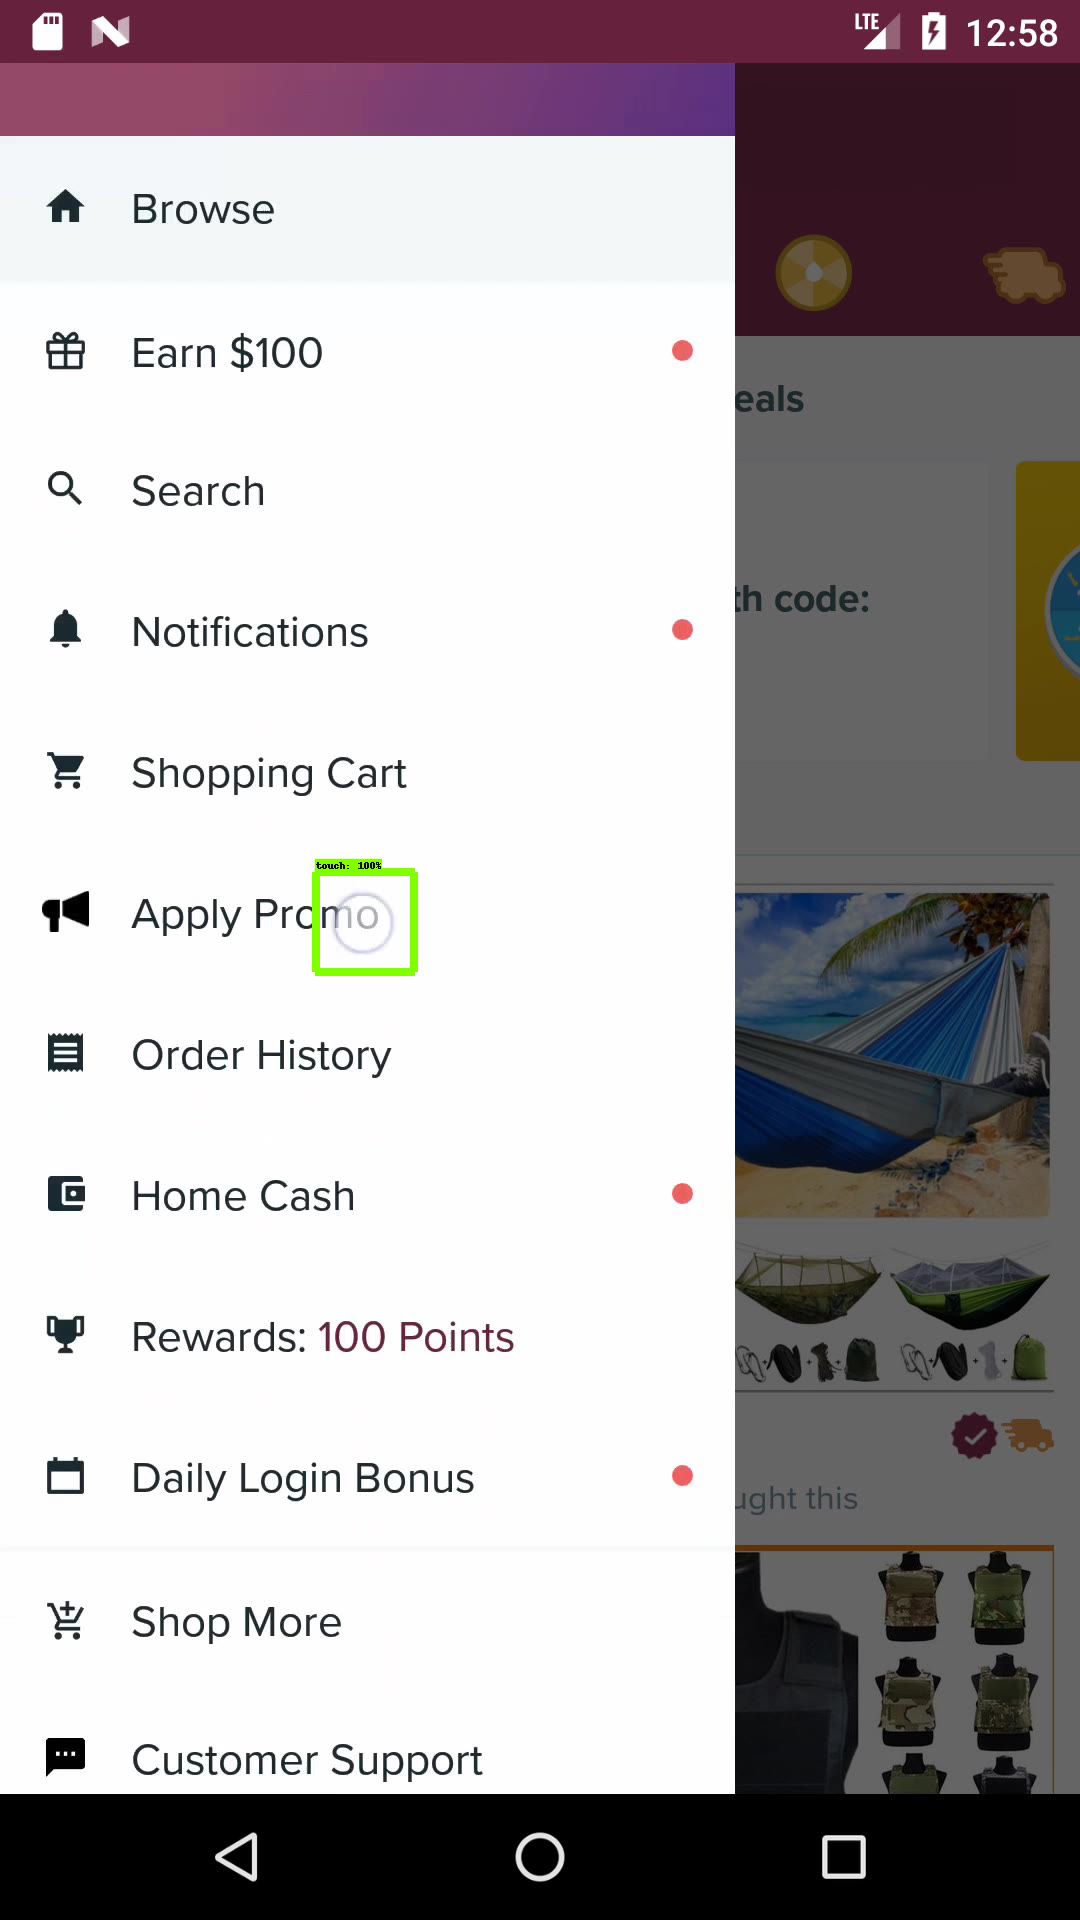 LTE 12:58
Browse
Earn $100
eals
Search
th code:
Notifications
Shopping Cart
touch: 100%
Apply Promo
Order History
Home Cash
Rewards: 100 Points
Daily Login Bonus
ught this
Shop More
Customer Support